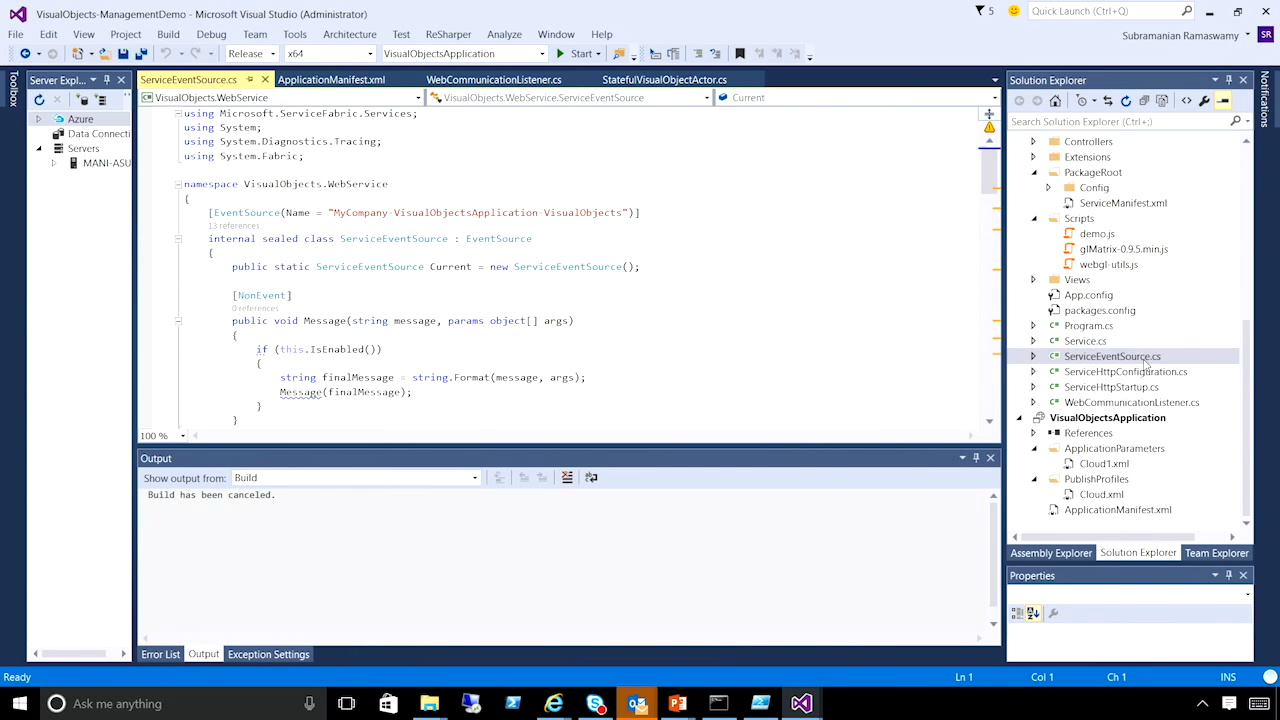 VisualObjects-ManagementDemo - Microsoft Visual Studio (Administrator)
5
Quick Launch (Ctrl+Q)
File Edit View Project Build Debug Team Tools Architecture Test ReSharper Analyze Window Help
Subramanian Ramaswamy
SR
Release
x64
VisualObjectsApplication
Start
Toolbox
Server Expl...
Azure
Data Connecti
Servers
MANI-ASU
ServiceEventSource.cs
ApplicationManifest.xml
WebCommunicationListener.cs
StatefulVisualObjectActor.cs
VisualObjects.WebService
VisualObjects.WebService.ServiceEventSource
Current
using Microsoft.ServiceFabric.Services;
using System;
using System.Diagnostics.Tracing;
using System.Fabric;
namespace VisualObjects.WebService
{
[EventSource(Name = "MyCompany-VisualObjectsApplication-VisualObjects")]
13 references
internal sealed class ServiceEventSource : EventSource
{
public static ServiceEventSource Current = new ServiceEventSource();
[NonEvent]
0 references
public void Message(string message, params object[] args)
{
if (this.IsEnabled())
{
string finalMessage = string.Format(message, args);
Message(finalMessage);
}
}
100 %
Output
Show output from:
Build
Build has been canceled.
Error List
Output
Exception Settings
Solution Explorer
Search Solution Explorer (Ctrl+;)
Controllers
Extensions
PackageRoot
Config
ServiceManifest.xml
Scripts
demo.js
glMatrix-0.9.5.min.js
webgl-utils.js
Views
App.config
packages.config
Program.cs
Service.cs
ServiceEventSource.cs
ServiceHttpConfiguration.cs
ServiceHttpStartup.cs
WebCommunicationListener.cs
VisualObjectsApplication
References
ApplicationParameters
Cloud1.xml
PublishProfiles
Cloud.xml
ApplicationManifest.xml
Assembly Explorer
Solution Explorer
Team Explorer
Properties
Notifications
Ready
Ln 1
Col 1
Ch 1
INS
Ask me anything